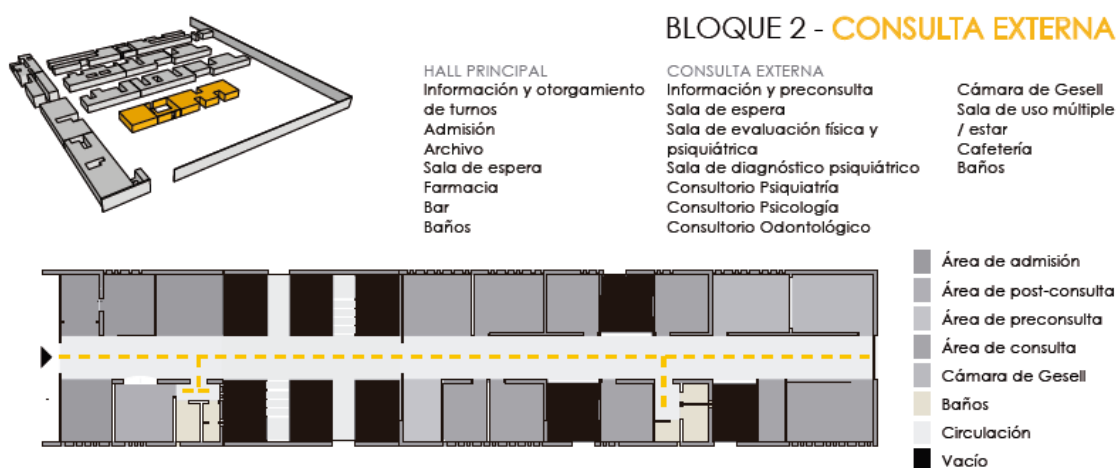 BLOQUE 2 - CONSULTA EXTERNA
HALL PRINCIPAL
Información y otorgamiento
de turnos
Admisión
Archivo
Sala de espera
Farmacia
Bar
Baños
CONSULTA EXTERNA
Información y preconsulta
Sala de espera
Sala de evaluación física y
psiquiátrica
Sala de diagnóstico psiquiátrico
Consultorio Psiquiatría
Consultorio Psicología
Consultorio Odontológico
Cámara de Gesell
Sala de uso múltiple
/ estar
Cafetería
Baños
Área de admisión
Área de post-consulta
Área de preconsulta
Área de consulta
Cámara de Gesell
Baños
Circulación
Vacío